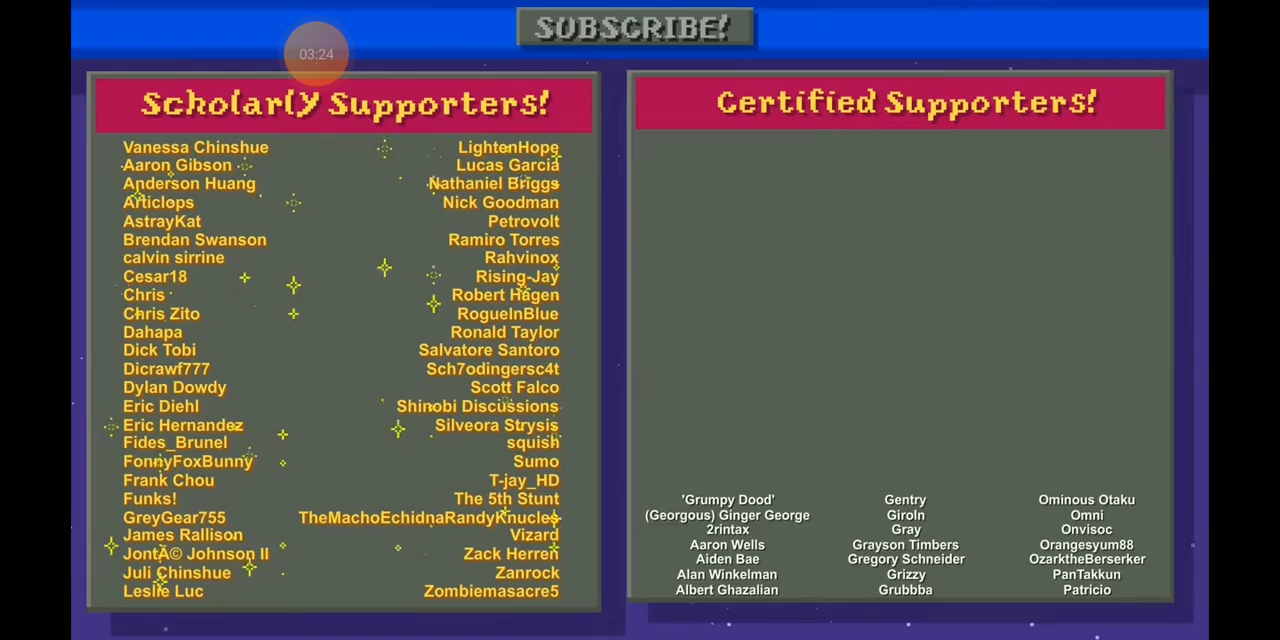 SUBSCRIBE!
03:24
Scholarly Supporters!
Vanessa Chinshue
Aaron Gibson
Anderson Huang
Articlops
AstrayKat
Brendan Swanson
calvin sirrine
Cesar18
Chris
Chris Zito
Dahapa
Dick Tobi
Dicrawf777
Dylan Dowdy
Eric Diehl
Eric Hernandez
Fides_Brunel
FonnyFoxBunny
Frank Chou
Funks!
GreyGear755
James Rallison
JontÃ© Johnson II
Juli Chinshue
Leslie Luc
LightenHope
Lucas Garcia
Nathaniel Briggs
Nick Goodman
Petrovolt
Ramiro Torres
Rahvinox
Rising-Jay
Robert Hagen
RogueInBlue
Ronald Taylor
Salvatore Santoro
Sch7odingersc4t
Scott Falco
Shinobi Discussions
Silveora Strysis
squish
Sumo
T-jay_HD
The 5th Stunt
TheMachoEchidnaRandyKnucles
Vizard
Zack Herren
Zanrock
Zombiemasacre5
Certified Supporters!
'Grumpy Dood'
(Georgous) Ginger George
2rintax
Aaron Wells
Aiden Bae
Alan Winkelman
Albert Ghazalian
Gentry
Giroln
Gray
Grayson Timbers
Gregory Schneider
Grizzy
Grubbba
Ominous Otaku
Omni
Onvisoc
Orangesyum88
OzarktheBerserker
PanTakkun
Patricio